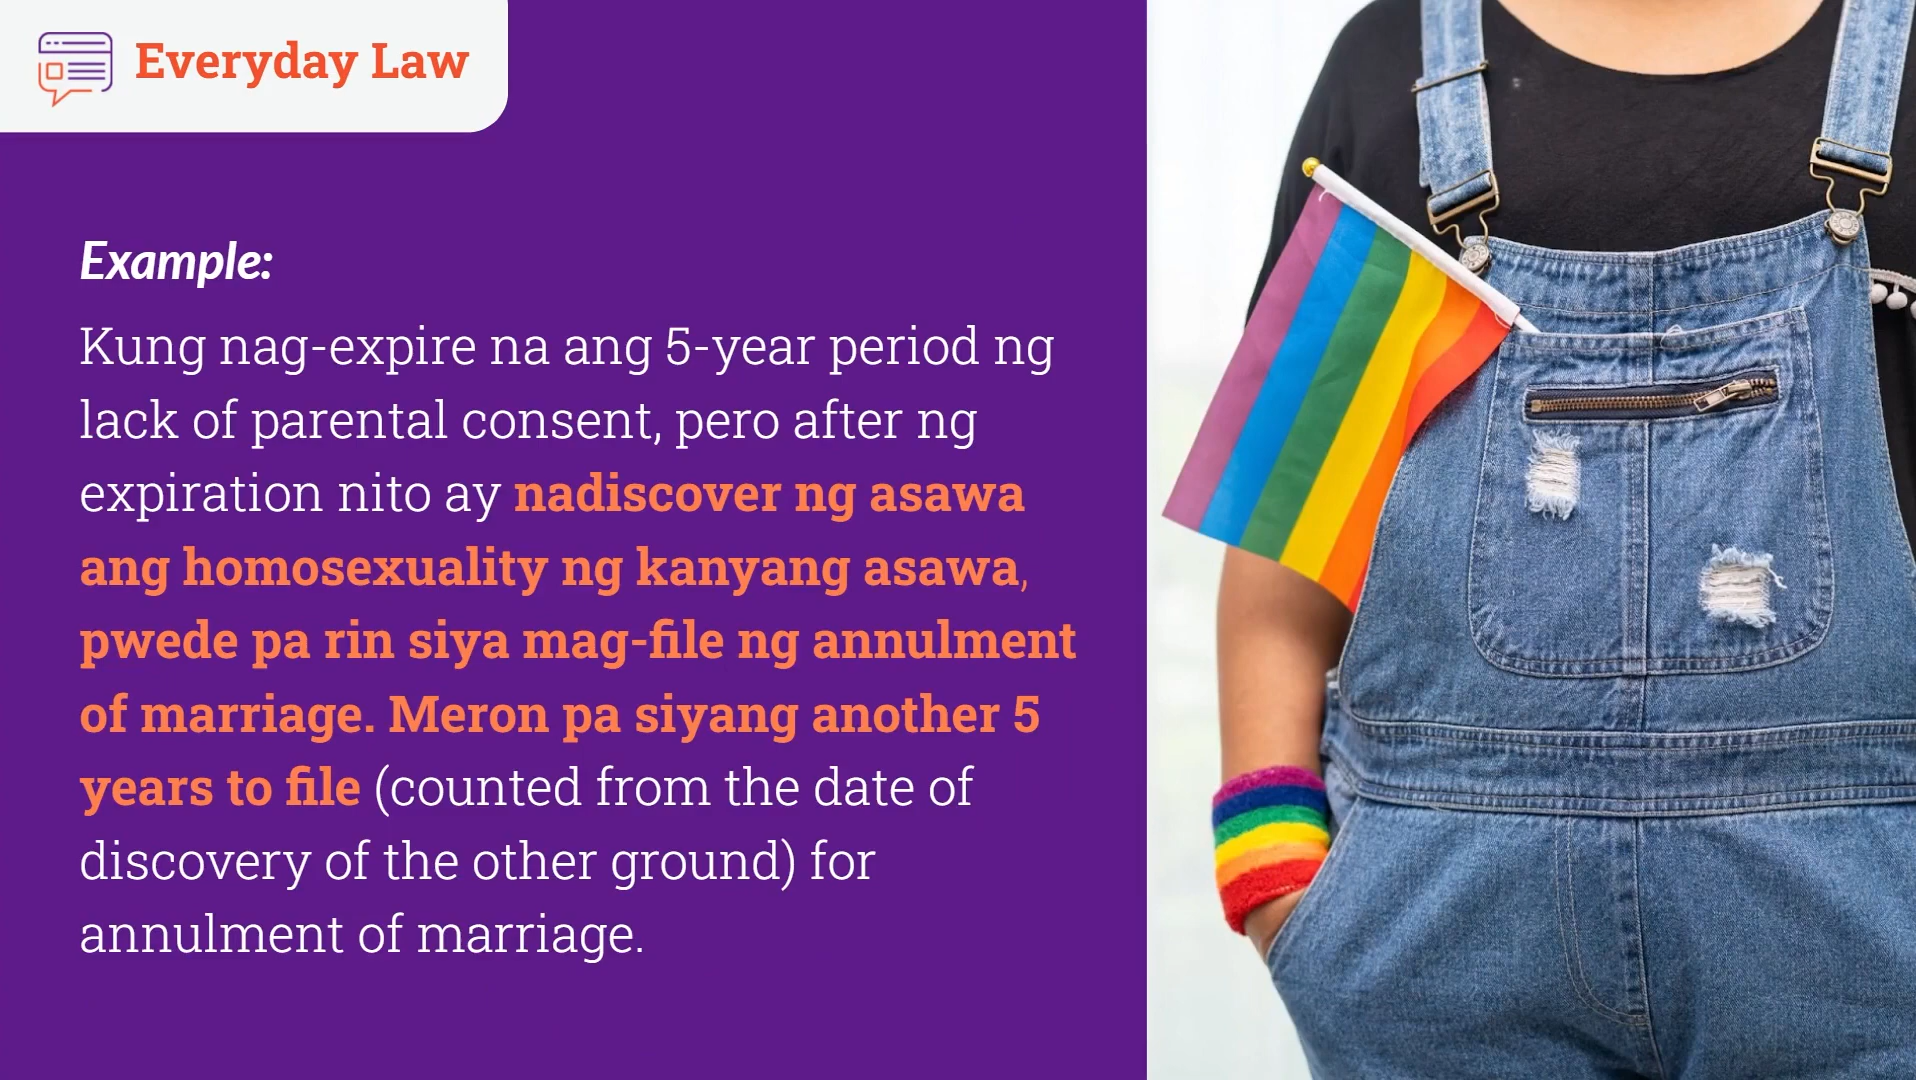 Everyday Law
Example:
Kung nag-expire na ang 5-year period ng
lack of parental consent, pero after ng
expiration nito ay nadiscover ng asawa
ang homosexuality ng kanyang asawa,
pwede pa rin siya mag-file ng annulment
of marriage. Meron pa siyang another 5
years to file (counted from the date of
discovery of the other ground) for
annulment of marriage.